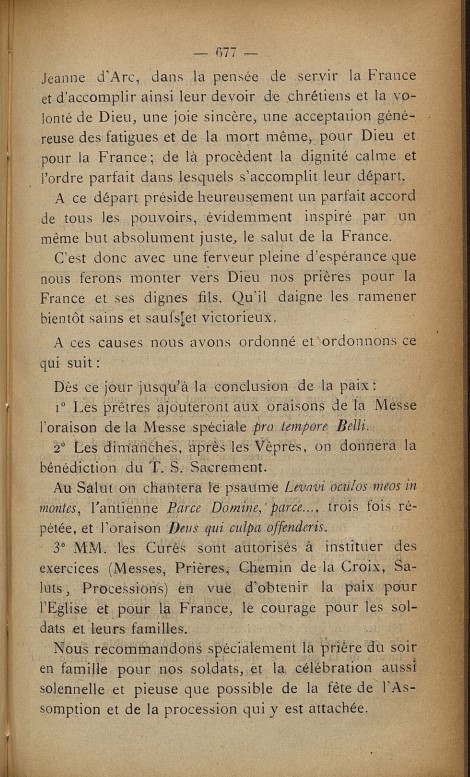 — 677 —
Jeanne d'Arc, dans la pensée de servir la France
et d'accomplir ainsi leur devoir de chrétiens et la vo-
lonté de Dieu, une joie sincère, une acceptation géné-
reuse des fatigues et de la mort même, pour Dieu et
pour la France; de là procèdent la dignité calme et
l'ordre parfait dans lesquels s'accomplit leur départ.
A ce départ préside heureusement un parfait accord
de tous les pouvoirs, évidemment inspiré par un
même but absolument juste, le salut de la France.
C'est donc avec une ferveur pleine d'espérance que
nous ferons monter vers Dieu nos prières pour la
France et ses dignes fils. Qu'il daigne les ramener
bientôt sains et saufs et victorieux.
A ces causes nous avons ordonné et ordonnons ce
qui suit :
Dès ce jour jusqu'à la conclusion de la paix :
1° Les prêtres ajouteront aux oraisons de la Messe
l'oraison de la Messe spéciale pro tempore Belli.
2° Les dimanches, après les Vêpres, on donnera la
bénédiction du T. S. Sacrement.
Au Salut on chantera le psaume Levavi oculos meos in
montes, l'antienne Parce Domine, parce..., trois fois ré-
pétée, et l'oraison Deus qui culpa offenderis.
3° MM. les Curés sont autorisés à instituer des
exercices (Messes, Prières, Chemin de la Croix, Sa-
luts, Processions) en vue d'obtenir la paix pour
l'Eglise et pour la France, le courage pour les sol-
dats et leurs familles.
Nous recommandons spécialement la prière du soir
en famille pour nos soldats, et la célébration aussi
solennelle et pieuse que possible de la fête de l'As-
somption et de la procession qui y est attachée.